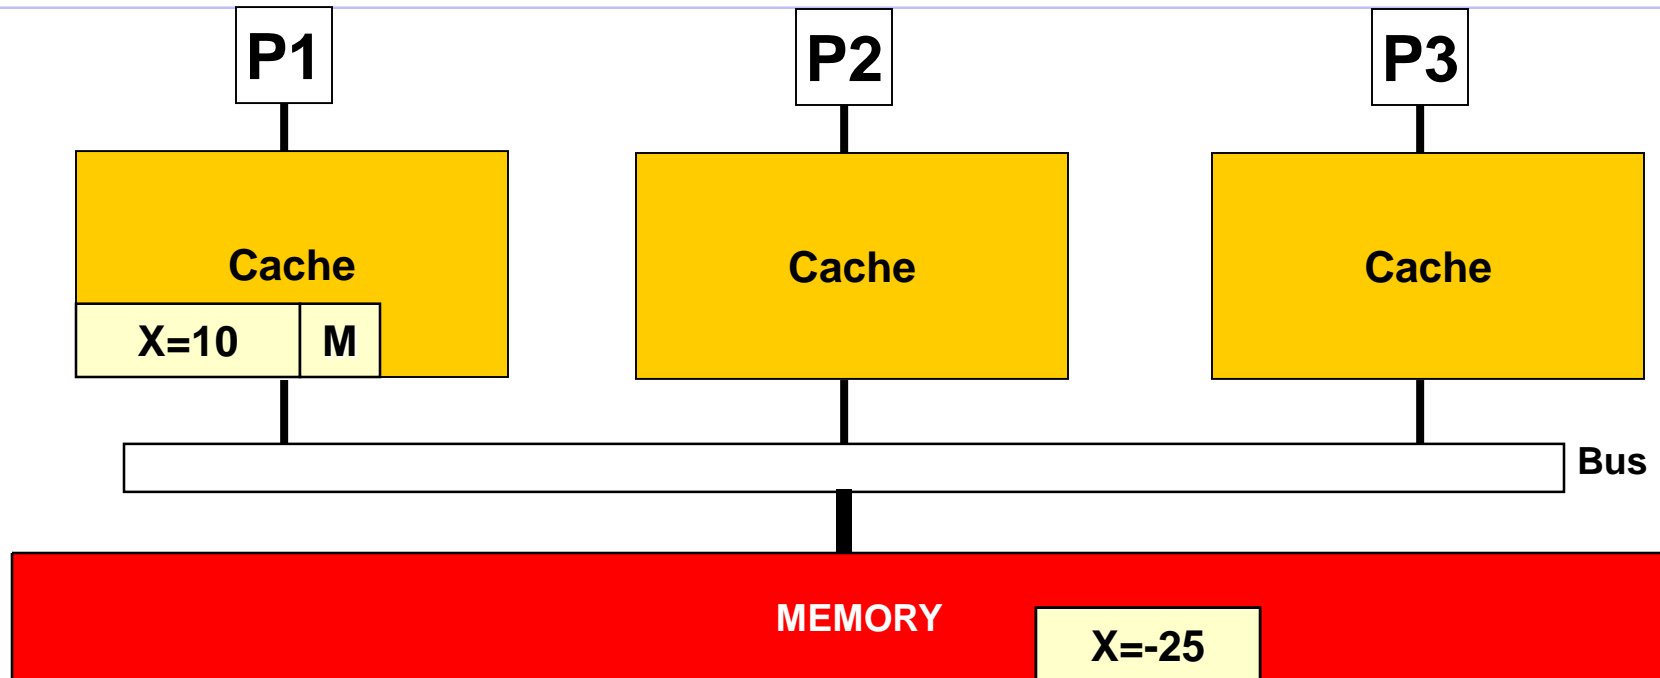 P1
P2
P3
Cache
Cache
Cache
X=10
M
Bus
MEMORY
X=-25